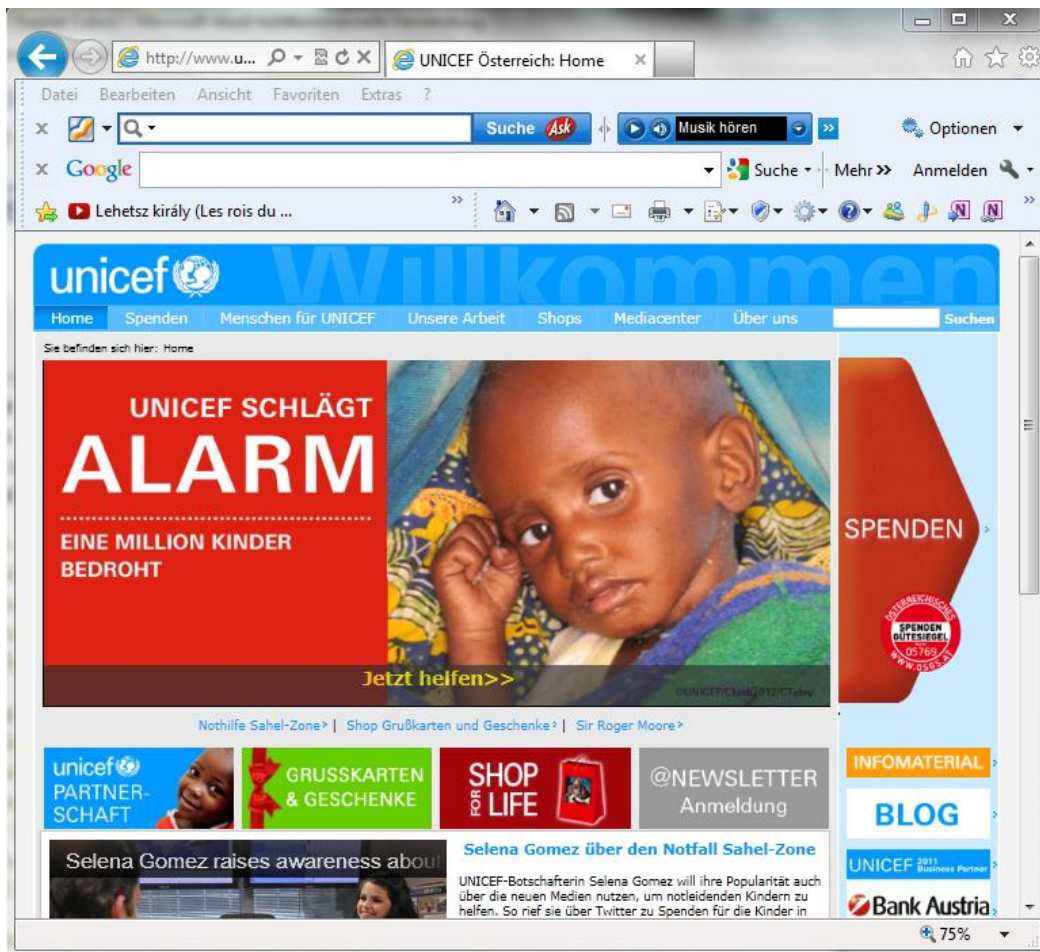 http://www.u...
UNICEF Österreich: Home
Datei Bearbeiten Ansicht Favoriten Extras ?
Suche Ask Musik hören Optionen
Google Suche Mehr Anmelden
Lehetsz király (Les rois du ...
unicef Willkommen
Home Spenden Menschen für UNICEF Unsere Arbeit Shops Mediacenter Über uns Suchen
Sie befinden sich hier: Home
UNICEF SCHLÄGT
ALARM
EINE MILLION KINDER
BEDROHT
Jetzt helfen>>
SPENDEN
ÖSTERREICHISCHES
SPENDEN
GÜTESIEGEL
05769
WWW.OSGS.AT
Nothilfe Sahel-Zone> | Shop Grußkarten und Geschenke> | Sir Roger Moore>
unicef
PARTNER-
SCHAFT
GRUSSKARTEN
& GESCHENKE
SHOP
FOR LIFE
@NEWSLETTER
Anmeldung
INFOMATERIAL
BLOG
UNICEF 2011 Business Partner
Bank Austria
Selena Gomez raises awareness about
Selena Gomez über den Notfall Sahel-Zone
UNICEF-Botschafterin Selena Gomez will ihre Popularität auch
über die neuen Medien nutzen, um notleidenden Kindern zu
helfen. So rief sie über Twitter zu Spenden für die Kinder in
75%